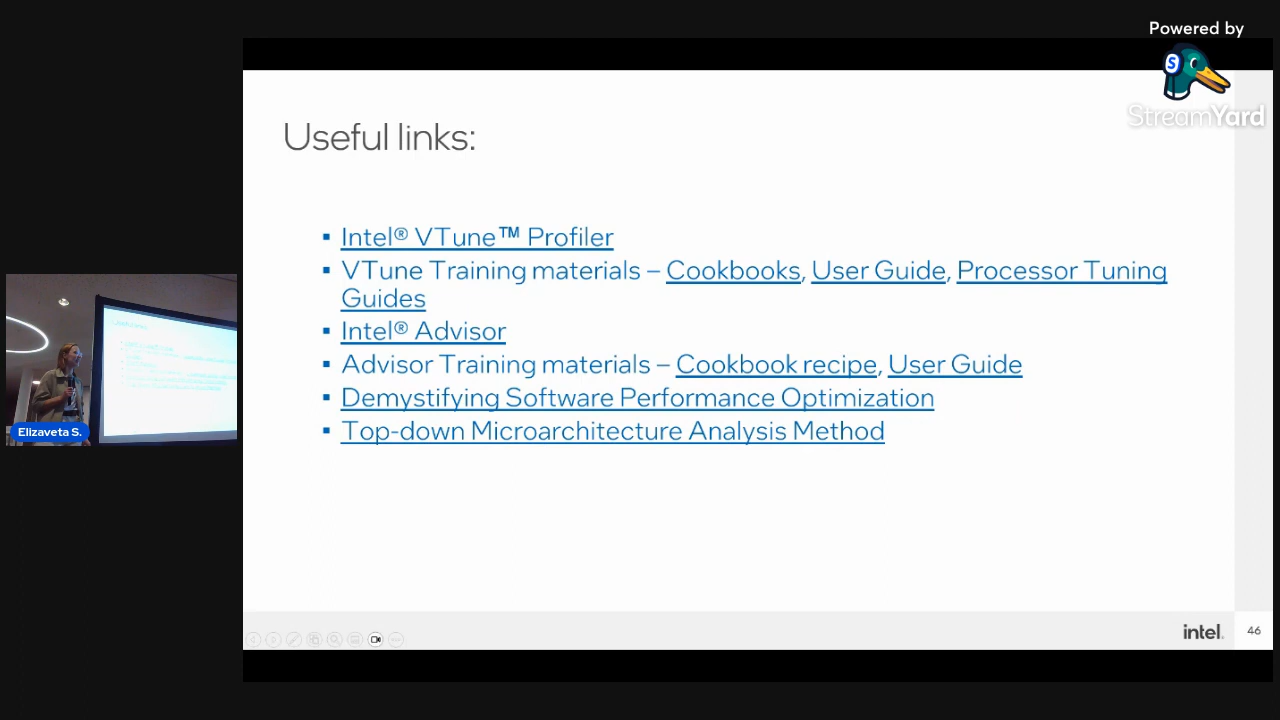 Powered by
StreamYard
Useful links:
▪ Intel® VTune™ Profiler
▪ VTune Training materials – Cookbooks, User Guide, Processor Tuning
Guides
▪ Intel® Advisor
▪ Advisor Training materials – Cookbook recipe, User Guide
▪ Demystifying Software Performance Optimization
▪ Top-down Microarchitecture Analysis Method
Elizaveta S.
intel.
46